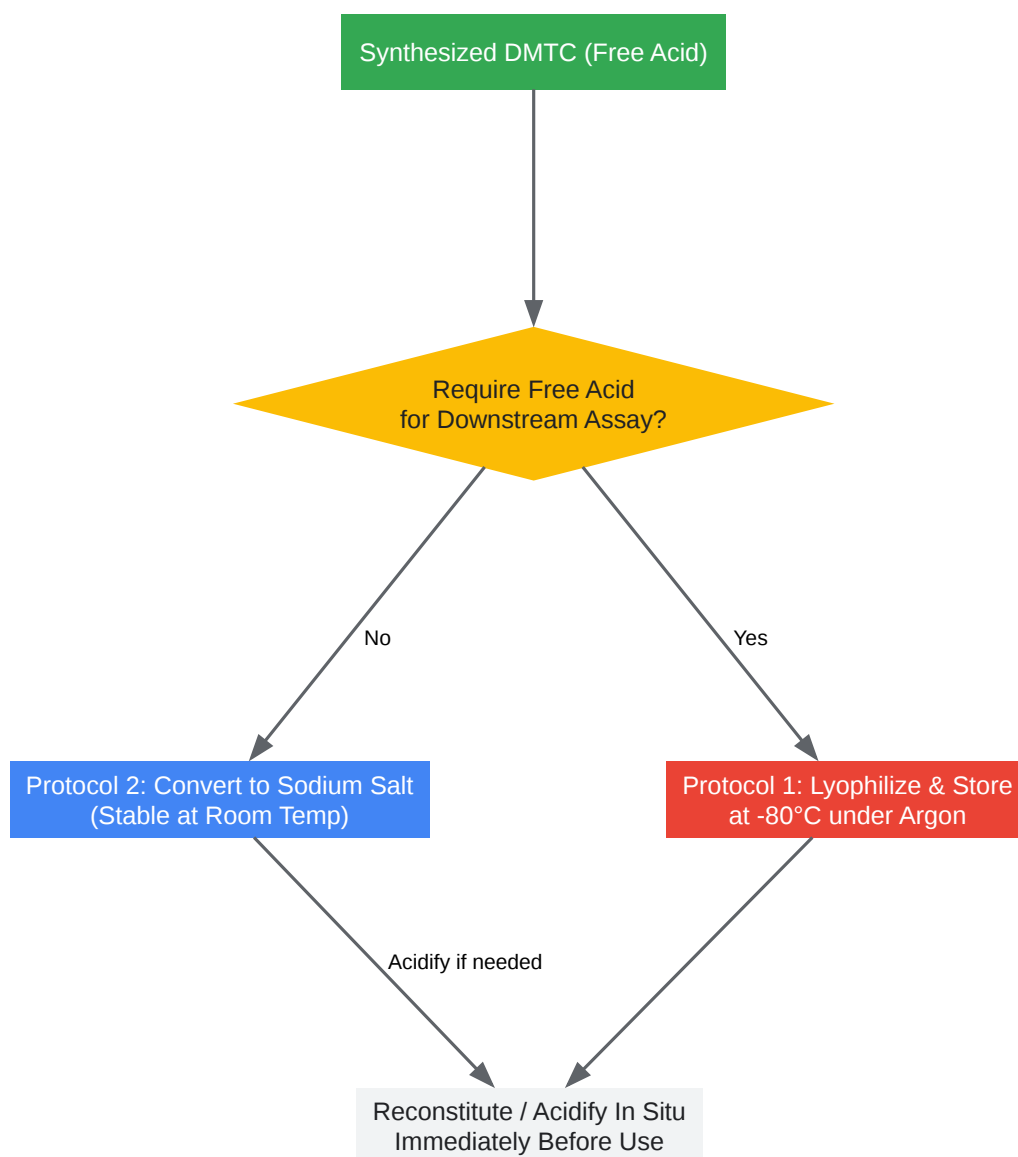 Synthesized DMTC (Free Acid)
Require Free Acid
for Downstream Assay?
No
Yes
Protocol 2: Convert to Sodium Salt
(Stable at Room Temp)
Protocol 1: Lyophilize & Store
at -80°C under Argon
Acidify if needed
Reconstitute / Acidify In Situ
Immediately Before Use